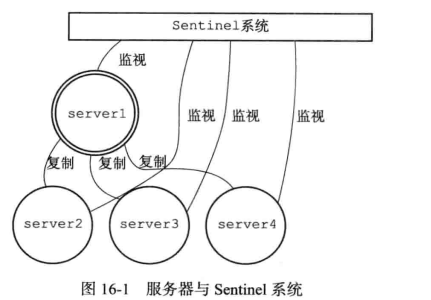 Sentinel系统
监视
server1
监视 监视 监视
复制 复制 复制
server2 server3 server4
图 16-1 服务器与 Sentinel 系统